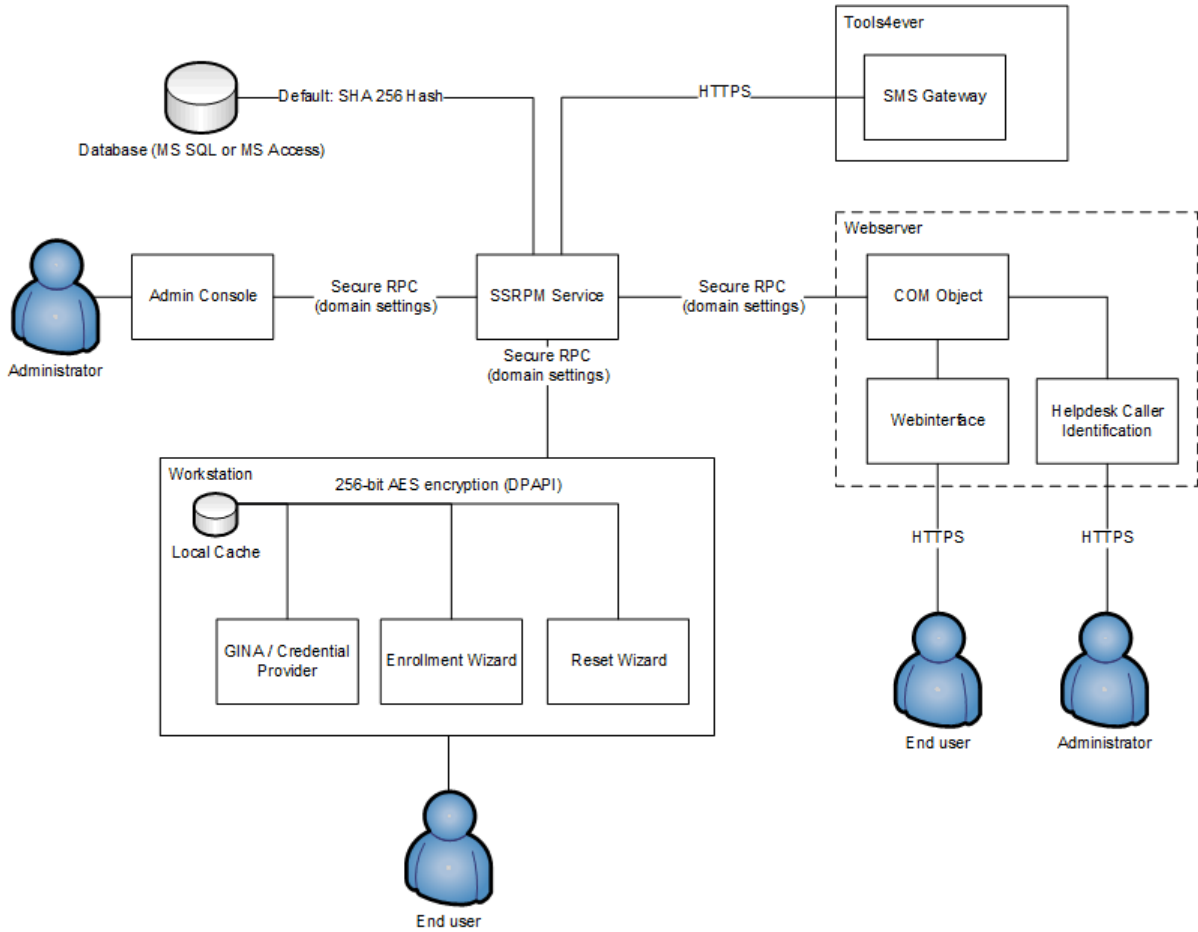 Tools4ever
SMS Gateway
HTTPS
Default: SHA 256 Hash
Database (MS SQL or MS Access)
Webserver
Admin Console
Secure RPC
(domain settings)
SSRPM Service
Secure RPC
(domain settings)
COM Object
Administrator
Secure RPC
(domain settings)
Webinterface
Helpdesk Caller
Identification
Workstation
256-bit AES encryption (DPAPI)
Local Cache
HTTPS
HTTPS
GINA / Credential
Provider
Enrollment Wizard
Reset Wizard
End user
Administrator
End user